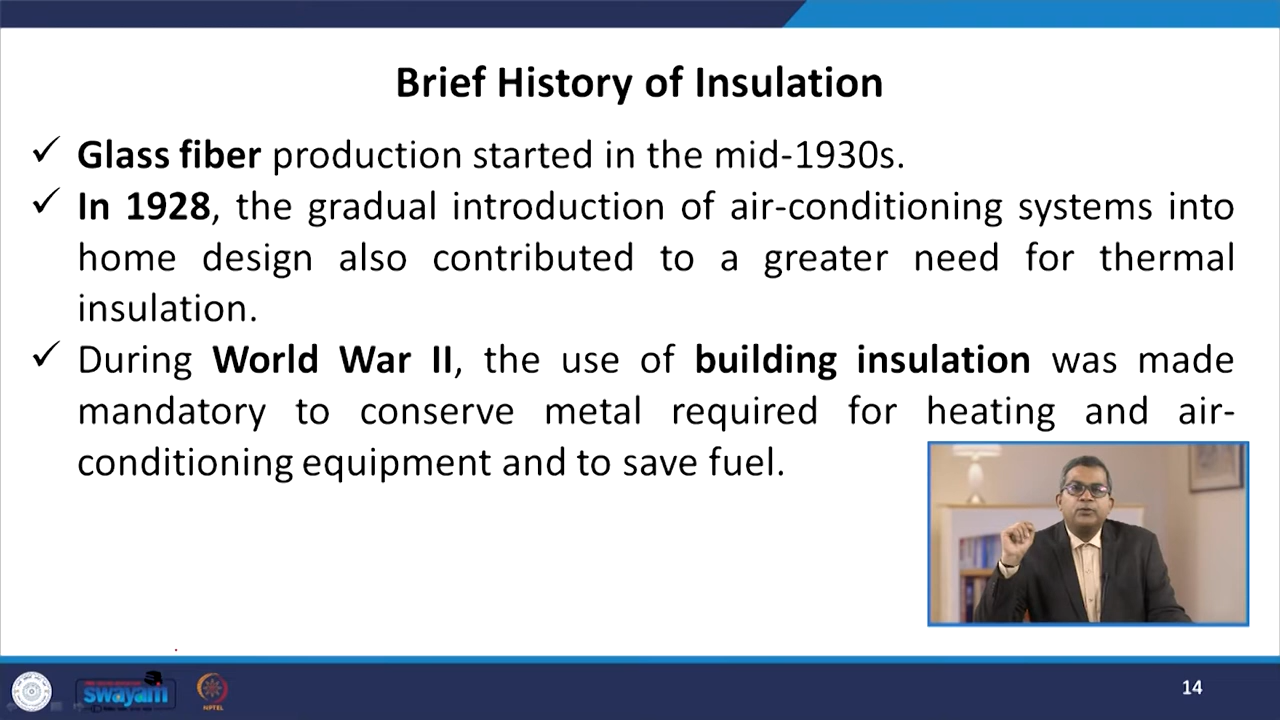 Brief History of Insulation
✓ Glass fiber production started in the mid-1930s.
✓ In 1928, the gradual introduction of air-conditioning systems into
home design also contributed to a greater need for thermal
insulation.
✓ During World War II, the use of building insulation was made
mandatory to conserve metal required for heating and air-
conditioning equipment and to save fuel.
swayam
NPTEL
14